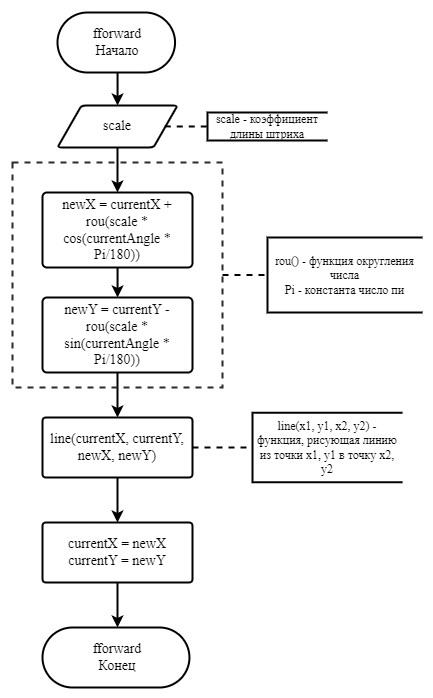 fforward
Начало
scale
scale - коэффициент
длины штриха
newX = currentX +
rou(scale *
cos(currentAngle *
Pi/180))
rou() - функция округления
числа
Pi - константа число пи
newY = currentY -
rou(scale *
sin(currentAngle *
Pi/180))
line(currentX, currentY,
newX, newY)
line(x1, y1, x2, y2) -
функция, рисующая линию
из точки x1, y1 в точку x2,
y2
currentX = newX
currentY = newY
fforward
Конец